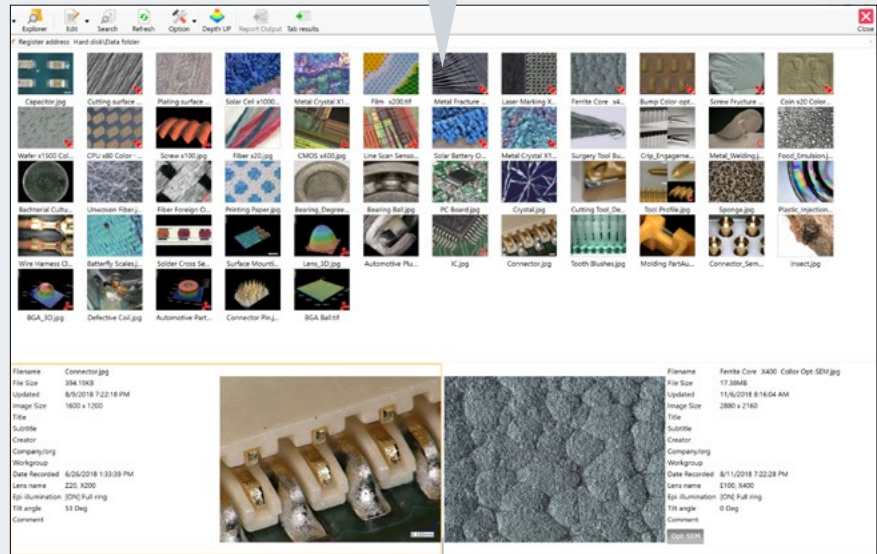 Explorer Edit Search Refresh Option Depth UP Report Output Tab results Close
Register address Hard disk\Data folder
Capacitor.jpg Cutting surface ... Plating surface ... Solar Cell x1000... Metal Crystal X1... Film x200.tif Metal Fracture ... Laser Marking X... Ferrite Core x4... Bump Color opt... Screw Fructure ... Coin x20 Color...
Wafer x1500 Col... CPU x80 Color -... Screw x100.jpg Fiber x20.jpg CMOS x400.jpg Line Scan Senso... Solar Battery O... Metal Crystal X1... Surgery Tool Bu... Grip_Engageme... Metal_Welding.j... Food_Emulsion.j...
Bachterial Cultu... Unwoven Fiber.j... Fiber Foreign O... Printing Paper.jpg Bearing_Degree... Bearing Ball.jpg PC Board.jpg Crystal.jpg Cutting Tool_De... Tool Profile.jpg Sponge.jpg Plastic_Injection...
Wire Harness Cl... Batterfly Scales.j... Solder Cross Se... Surface Mounti... Lens_3D.jpg Automotive Plu... IC.jpg Connector.jpg Tooth Blushes.jpg Molding PartAu... Connector_Sem... Insect.jpg
BGA_3D.jpg Defective Coil.jpg Automotive Part... Connector Pin.j... BGA Ball.tif
Filename Connector.jpg
File Size 394.15KB
Updated 8/9/2018 7:22:18 PM
Image Size 1600 x 1200
Title
Subtitle
Creator
Company/org
Workgroup
Date Recorded 6/26/2018 1:33:39 PM
Lens name Z20, X200
Epi-illumination [ON] Full ring
Tilt angle 53 Deg
Comment
Filename Ferrite Core X400 Collor Opt-SEM.jpg
File Size 17.38MB
Updated 11/6/2018 8:16:04 AM
Image Size 2880 x 2160
Title
Subtitle
Creator
Company/org
Workgroup
Date Recorded 8/11/2018 7:22:28 PM
Lens name E100, X400
Epi-illumination [ON] Full ring
Tilt angle 0 Deg
Comment
Opt-SEM